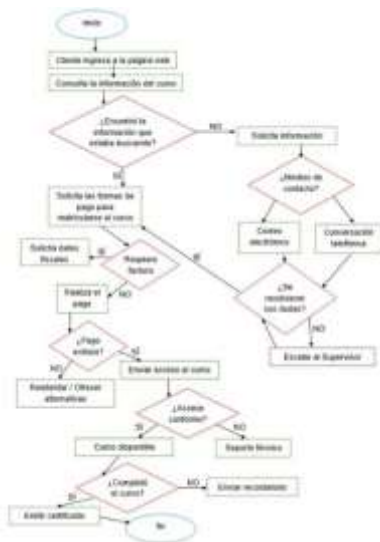 Inicio
Cliente ingresa a la página web
Consulta la información del curso
¿Encontró la
información que
estaba buscando?
NO
Solicita información
SÍ
¿Medios de
contacto?
Solicita las formas de
pago para
matricularse al curso
Correo
electrónico
Conversación
telefónica
Solicita datos
fiscales
SI
Requiere
factura
SI
¿Se
resolvieron
sus dudas?
Realiza el
pago
NO
NO
Escalar al Supervisor
¿Pago
exitoso?
SÍ
Enviar acceso al curso
NO
Reintentar / Ofrecer
alternativas
¿Acceso
confirmado?
SI
NO
Curso disponible
Soporte técnico
¿Completó
el curso?
NO
Enviar recordatorio
SI
Emitir certificado
fin